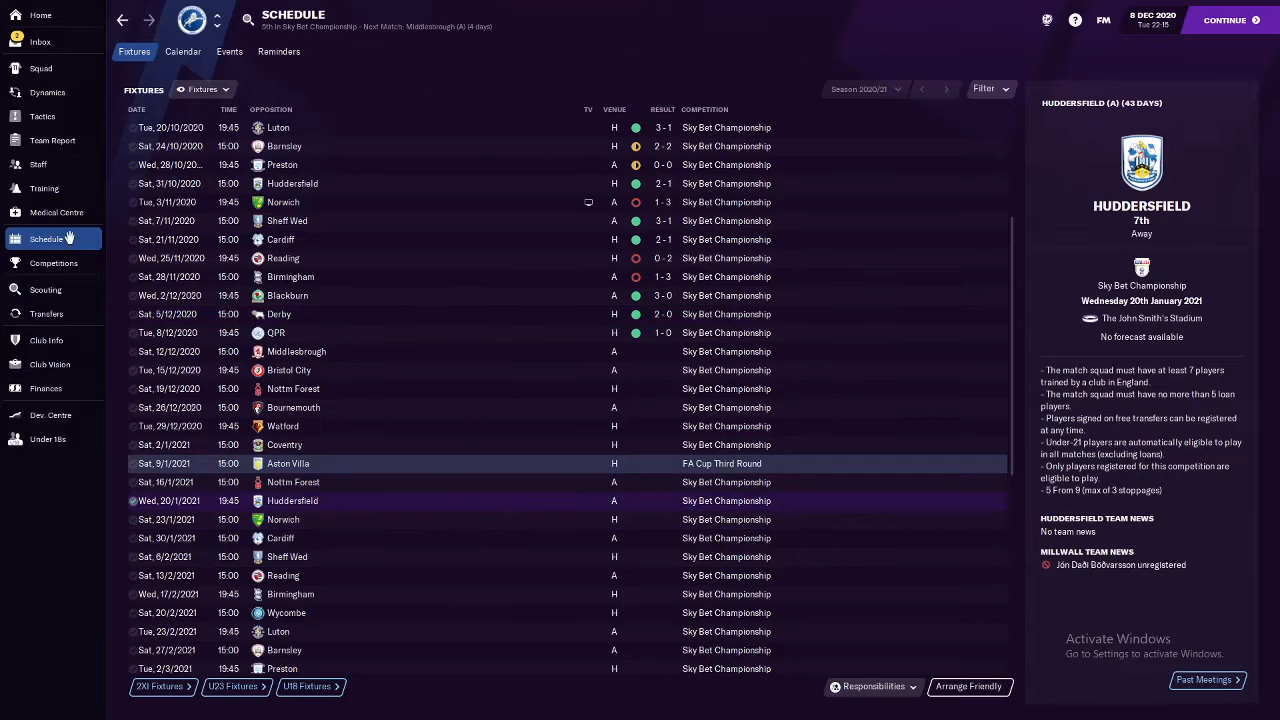 SCHEDULE
5th In Sky Bet Championship - Next Match: Middlesbrough (A) (4 days)
FM
8 DEC 2020
Tue 22:15
CONTINUE
Home
2
Inbox
Squad
Dynamics
Tactics
Team Report
Staff
Training
Medical Centre
Schedule
Competitions
Scouting
Transfers
Club Info
Club Vision
Finances
Dev. Centre
Under 18s
Fixtures Calendar Events Reminders
FIXTURES Fixtures Season 2020/21 Filter
DATE TIME OPPOSITION TV VENUE RESULT COMPETITION
Tue, 20/10/2020 19:45 Luton H 3 - 1 Sky Bet Championship
Sat, 24/10/2020 15:00 Barnsley H 2 - 2 Sky Bet Championship
Wed, 28/10/20... 19:45 Preston A 0 - 0 Sky Bet Championship
Sat, 31/10/2020 15:00 Huddersfield H 2 - 1 Sky Bet Championship
Tue, 3/11/2020 19:45 Norwich A 1 - 3 Sky Bet Championship
Sat, 7/11/2020 15:00 Sheff Wed A 3 - 1 Sky Bet Championship
Sat, 21/11/2020 15:00 Cardiff H 2 - 1 Sky Bet Championship
Wed, 25/11/2020 19:45 Reading H 0 - 2 Sky Bet Championship
Sat, 28/11/2020 15:00 Birmingham A 1 - 3 Sky Bet Championship
Wed, 2/12/2020 19:45 Blackburn A 3 - 0 Sky Bet Championship
Sat, 5/12/2020 15:00 Derby H 2 - 0 Sky Bet Championship
Tue, 8/12/2020 19:45 QPR H 1 - 0 Sky Bet Championship
Sat, 12/12/2020 15:00 Middlesbrough A Sky Bet Championship
Tue, 15/12/2020 19:45 Bristol City A Sky Bet Championship
Sat, 19/12/2020 15:00 Nottm Forest H Sky Bet Championship
Sat, 26/12/2020 15:00 Bournemouth A Sky Bet Championship
Tue, 29/12/2020 19:45 Watford H Sky Bet Championship
Sat, 2/1/2021 15:00 Coventry H Sky Bet Championship
Sat, 9/1/2021 15:00 Aston Villa H FA Cup Third Round
Sat, 16/1/2021 15:00 Nottm Forest A Sky Bet Championship
Wed, 20/1/2021 19:45 Huddersfield A Sky Bet Championship
Sat, 23/1/2021 15:00 Norwich H Sky Bet Championship
Sat, 30/1/2021 15:00 Cardiff A Sky Bet Championship
Sat, 6/2/2021 15:00 Sheff Wed H Sky Bet Championship
Sat, 13/2/2021 15:00 Reading A Sky Bet Championship
Wed, 17/2/2021 19:45 Birmingham H Sky Bet Championship
Sat, 20/2/2021 15:00 Wycombe H Sky Bet Championship
Tue, 23/2/2021 19:45 Luton A Sky Bet Championship
Sat, 27/2/2021 15:00 Barnsley A Sky Bet Championship
Tue, 2/3/2021 19:45 Preston H Sky Bet Championship
2XI Fixtures U23 Fixtures U18 Fixtures Responsibilities Arrange Friendly
HUDDERSFIELD (A) (43 DAYS)
HUDDERSFIELD
7th
Away
Sky Bet Championship
Wednesday 20th January 2021
The John Smith's Stadium
No forecast available
- The match squad must have at least 7 players
trained by a club in England.
- The match squad must have no more than 5 loan
players.
- Players signed on free transfers can be registered
at any time.
- Under-21 players are automatically eligible to play
in all matches (excluding loans).
- Only players registered for this competition are
eligible to play.
- 5 From 9 (max of 3 stoppages)
HUDDERSFIELD TEAM NEWS
No team news
MILLWALL TEAM NEWS
Jón Daði Böðvarsson unregistered
Activate Windows
Go to Settings to activate Windows.
Past Meetings